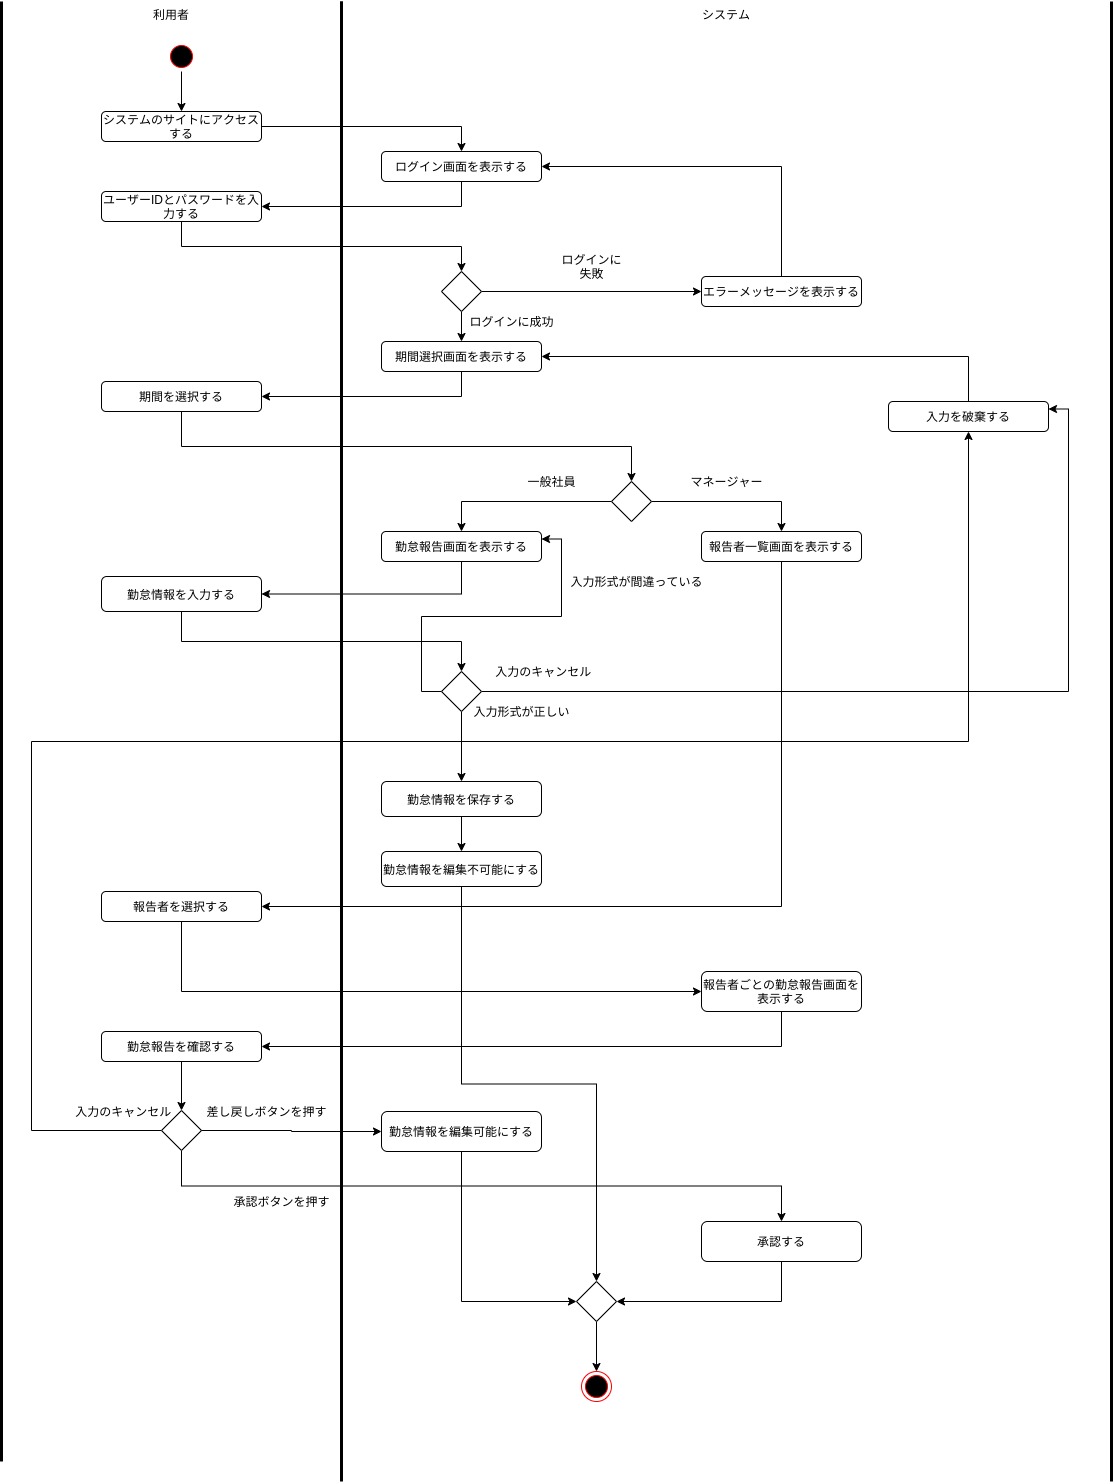 利用者
システム
システムのサイトにアクセス
する
ログイン画面を表示する
ユーザーIDとパスワードを入
力する
ログインに
失敗
エラーメッセージを表示する
ログインに成功
期間選択画面を表示する
期間を選択する
入力を破棄する
一般社員
マネージャー
勤怠報告画面を表示する
報告者一覧画面を表示する
入力形式が間違っている
勤怠情報を入力する
入力のキャンセル
入力形式が正しい
勤怠情報を保存する
勤怠情報を編集不可能にする
報告者を選択する
報告者ごとの勤怠報告画面を
表示する
勤怠報告を確認する
入力のキャンセル
差し戻しボタンを押す
勤怠情報を編集可能にする
承認ボタンを押す
承認する